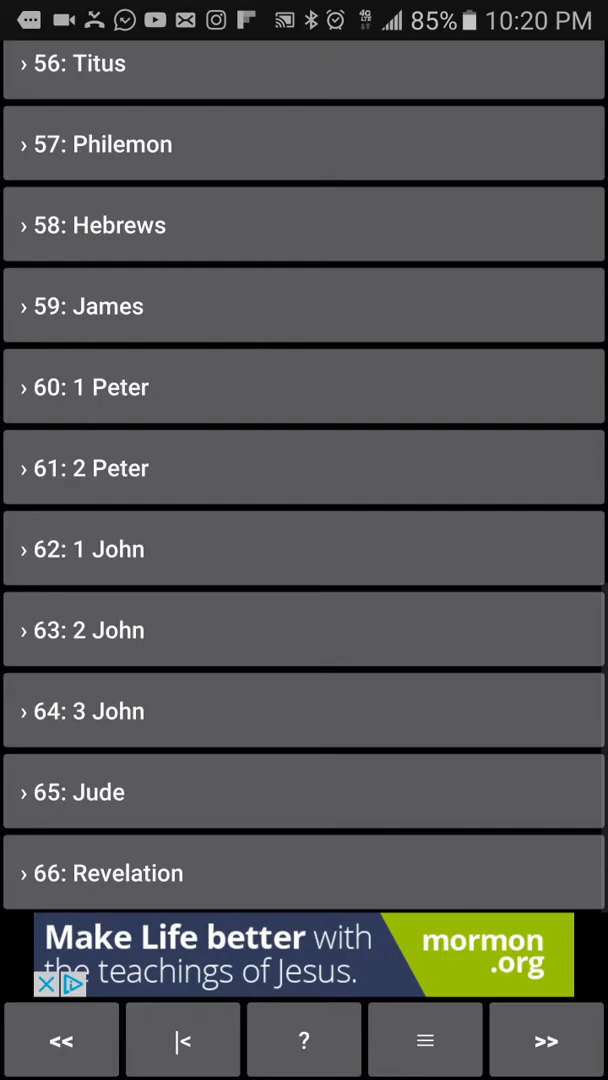 85% 10:20 PM
› 56: Titus
› 57: Philemon
› 58: Hebrews
› 59: James
› 60: 1 Peter
› 61: 2 Peter
› 62: 1 John
› 63: 2 John
› 64: 3 John
› 65: Jude
› 66: Revelation
Make Life better with
the teachings of Jesus.
mormon
.org
<< |< ? ≡ >>